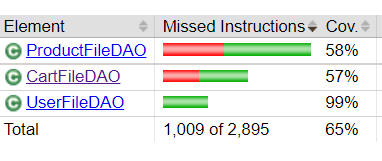 Element Missed Instructions Cov.
C ProductFileDAO 58%
C CartFileDAO 57%
C UserFileDAO 99%
Total 1,009 of 2,895 65%